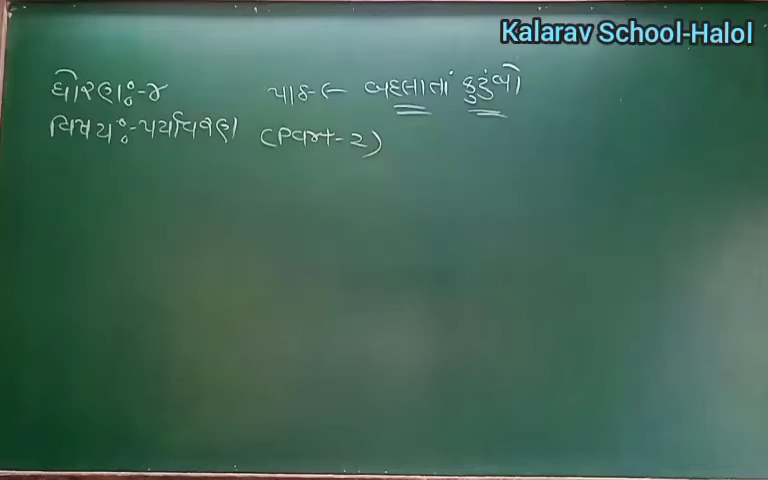 Kalarav School-Halol
ધોરણઃ-૪ પાઠ-૯ બદલાતાં કુટુંબો
વિષયઃ-પર્યાવરણ (Part-2)